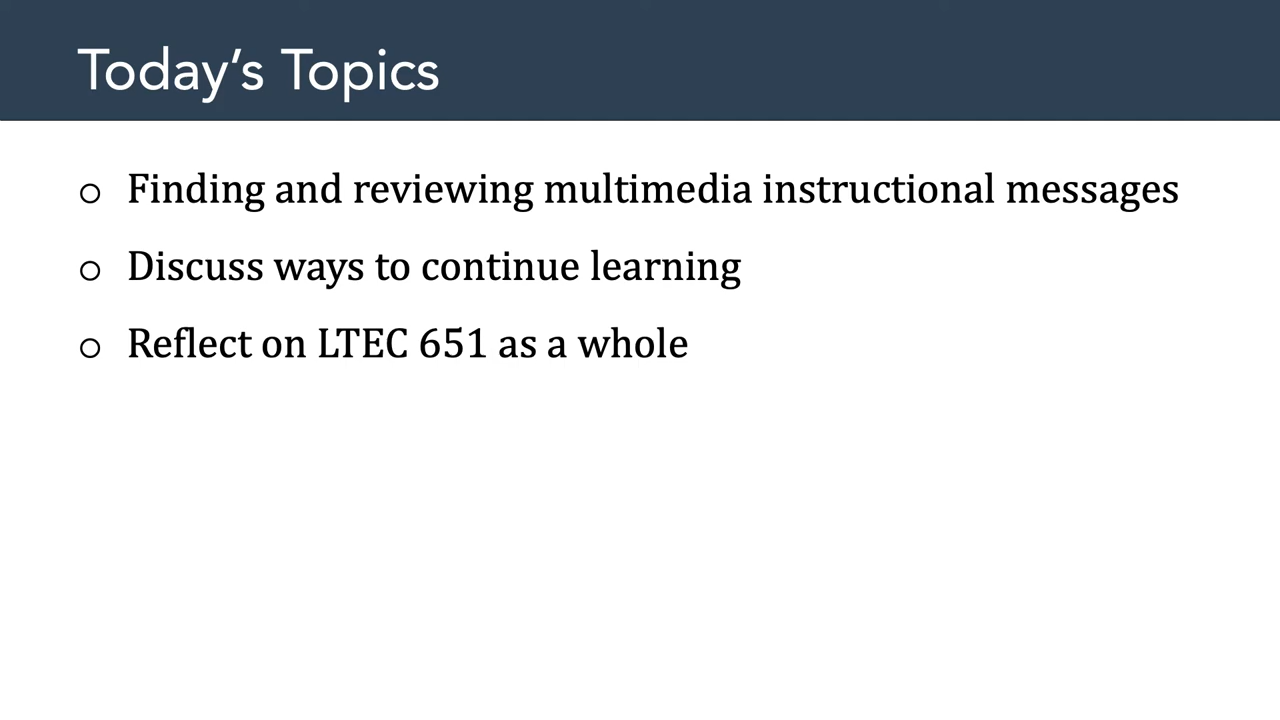 Today’s Topics
○ Finding and reviewing multimedia instructional messages
○ Discuss ways to continue learning
○ Reflect on LTEC 651 as a whole